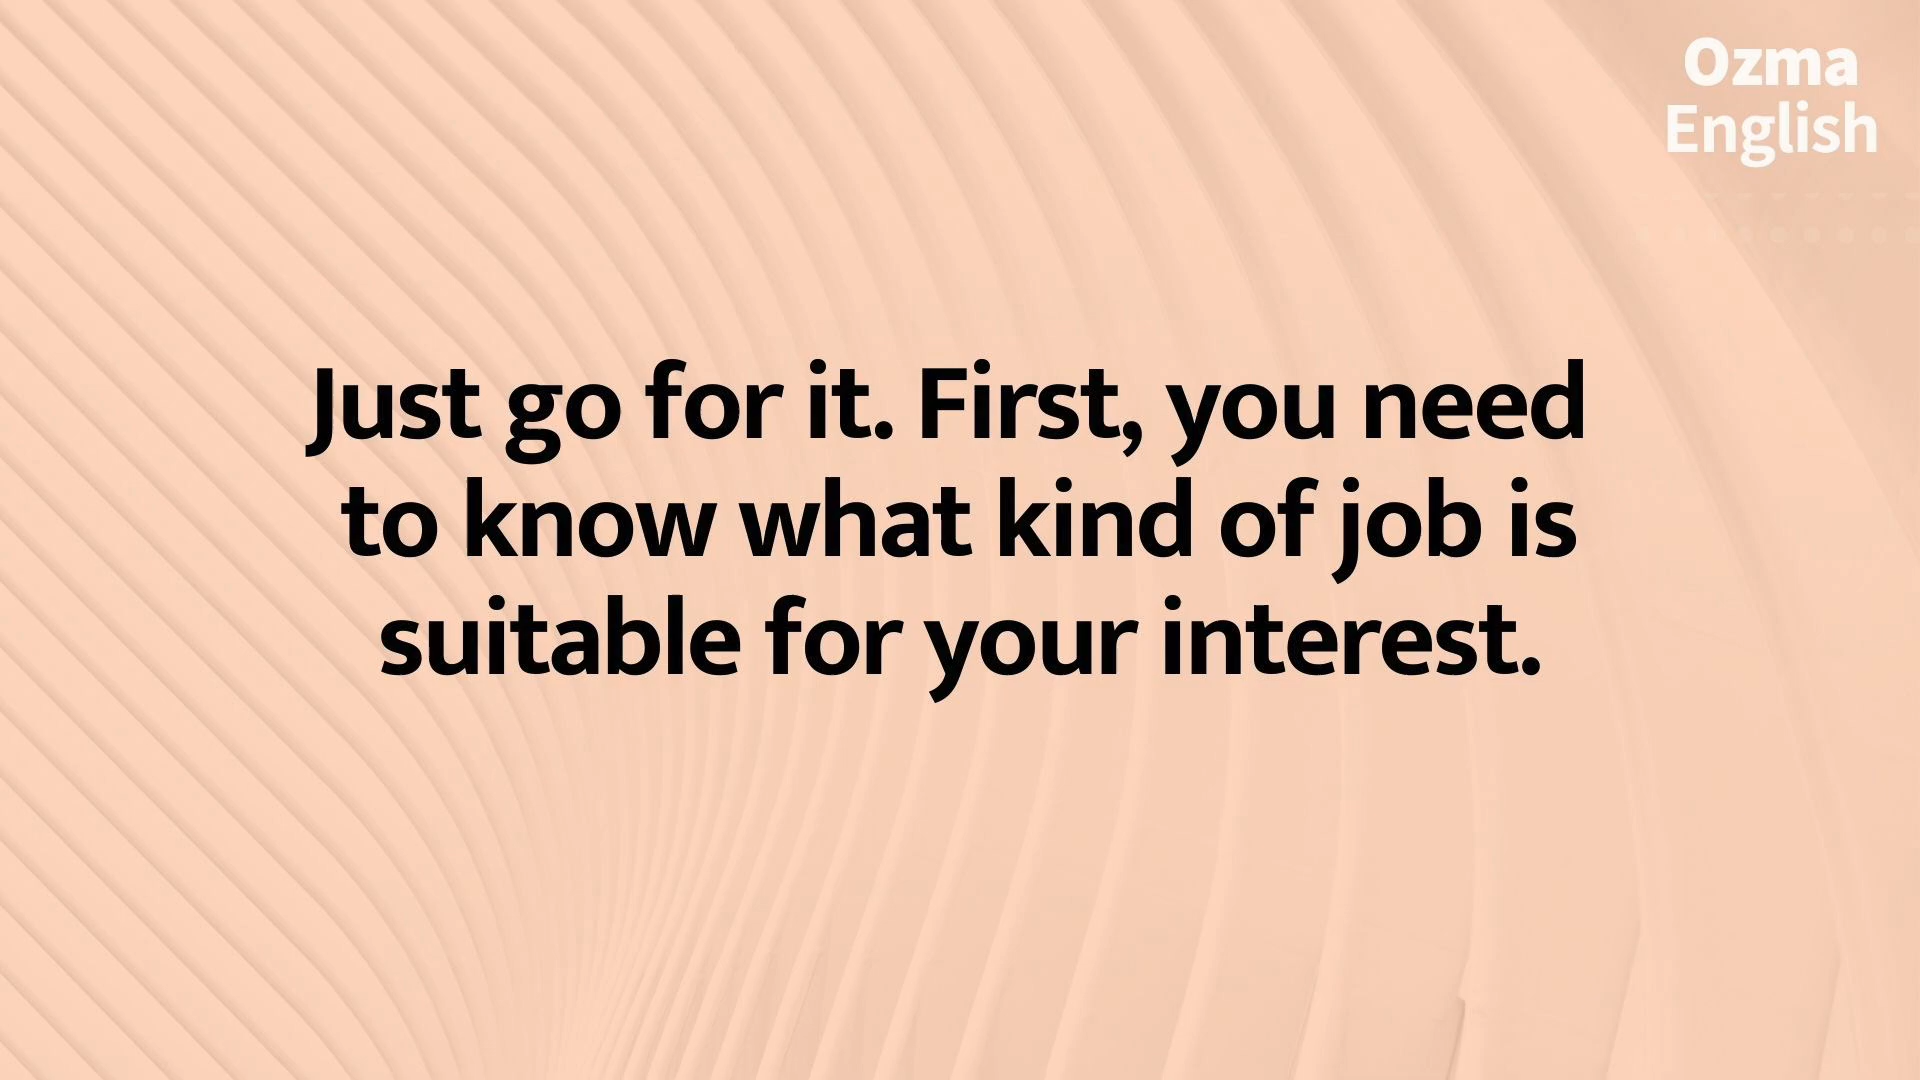 Ozma
English
Just go for it. First, you need
to know what kind of job is
suitable for your interest.